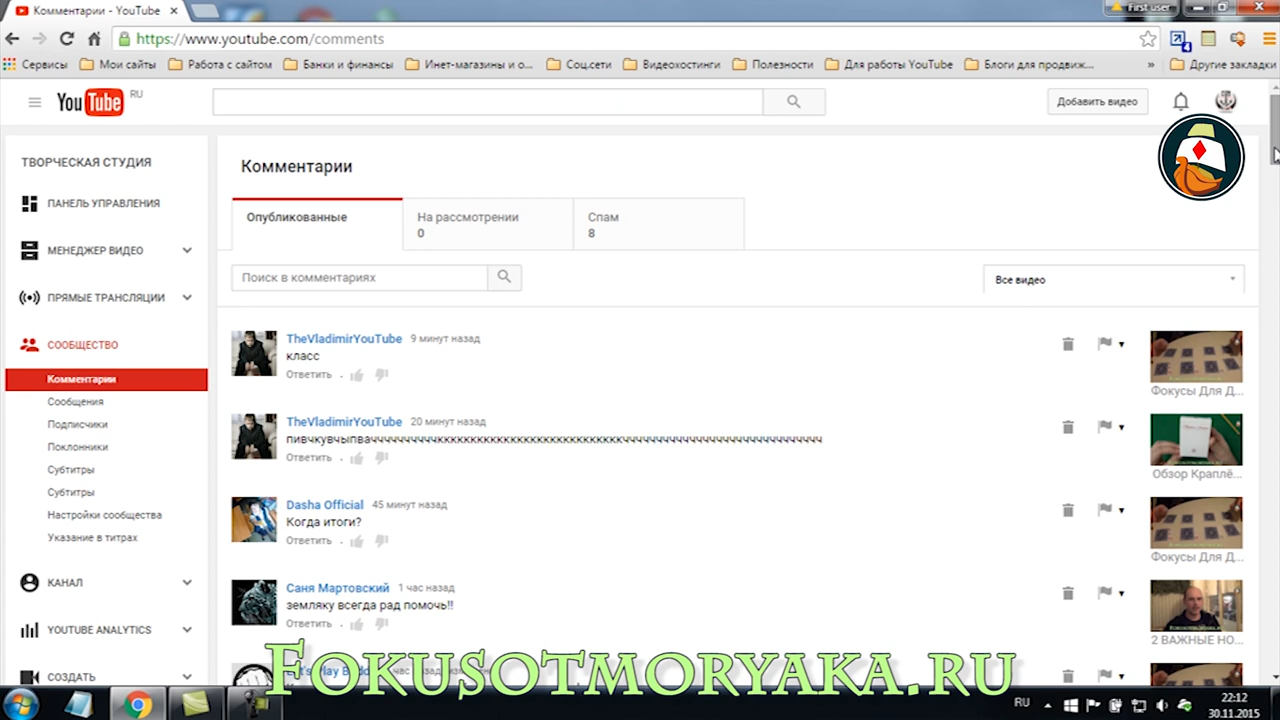 Комментарии - YouTube
First user
https://www.youtube.com/comments
4
Сервисы Мои сайты Работа с сайтом Банки и финансы Инет-магазины и о... Соц.сети Видеохостинги Полезности Для работы YouTube Блоги для продвиж... » Другие закладки
YouTube RU
Добавить видео
ТВОРЧЕСКАЯ СТУДИЯ
ПАНЕЛЬ УПРАВЛЕНИЯ
МЕНЕДЖЕР ВИДЕО
ПРЯМЫЕ ТРАНСЛЯЦИИ
СООБЩЕСТВО
Комментарии
Сообщения
Подписчики
Поклонники
Субтитры
Субтитры
Настройки сообщества
Указание в титрах
КАНАЛ
YOUTUBE ANALYTICS
СОЗДАТЬ
Комментарии
Опубликованные
На рассмотрении
0
Спам
8
Поиск в комментариях
Все видео
TheVladimirYouTube 9 минут назад
класс
Ответить
Фокусы Для Д...
TheVladimirYouTube 20 минут назад
Ответить
Обзор Краплё...
Dasha Official 45 минут назад
Когда итоги?
Ответить
Фокусы Для Д...
Саня Мартовский 1 час назад
земляку всегда рад помочь!!
Ответить
2 ВАЖНЫЕ НО...
Fokusotmoryaka.ru
RU
22:12
30.11.2015